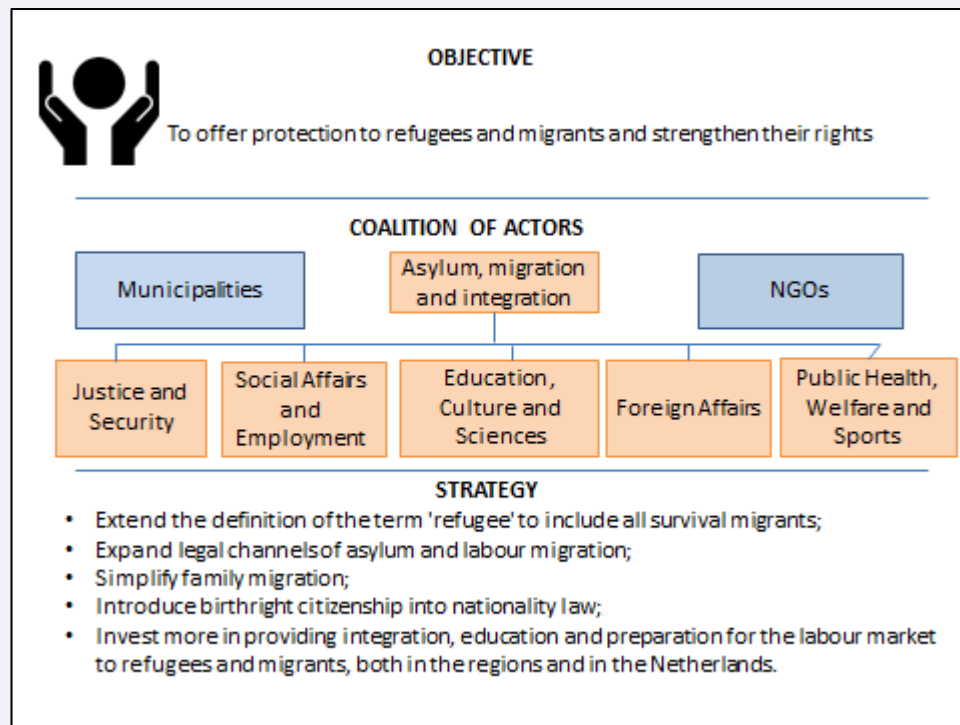 OBJECTIVE
To offer protection to refugees and migrants and strengthen their rights
COALITION OF ACTORS
Municipalities
Asylum, migration
and integration
NGOs
Justice and
Security
Social Affairs
and
Employment
Education,
Culture and
Sciences
Foreign Affairs
Public Health,
Welfare and
Sports
STRATEGY
• Extend the definition of the term 'refugee' to include all survival migrants;
• Expand legal channels of asylum and labour migration;
• Simplify family migration;
• Introduce birthright citizenship into nationality law;
• Invest more in providing integration, education and preparation for the labour market
to refugees and migrants, both in the regions and in the Netherlands.